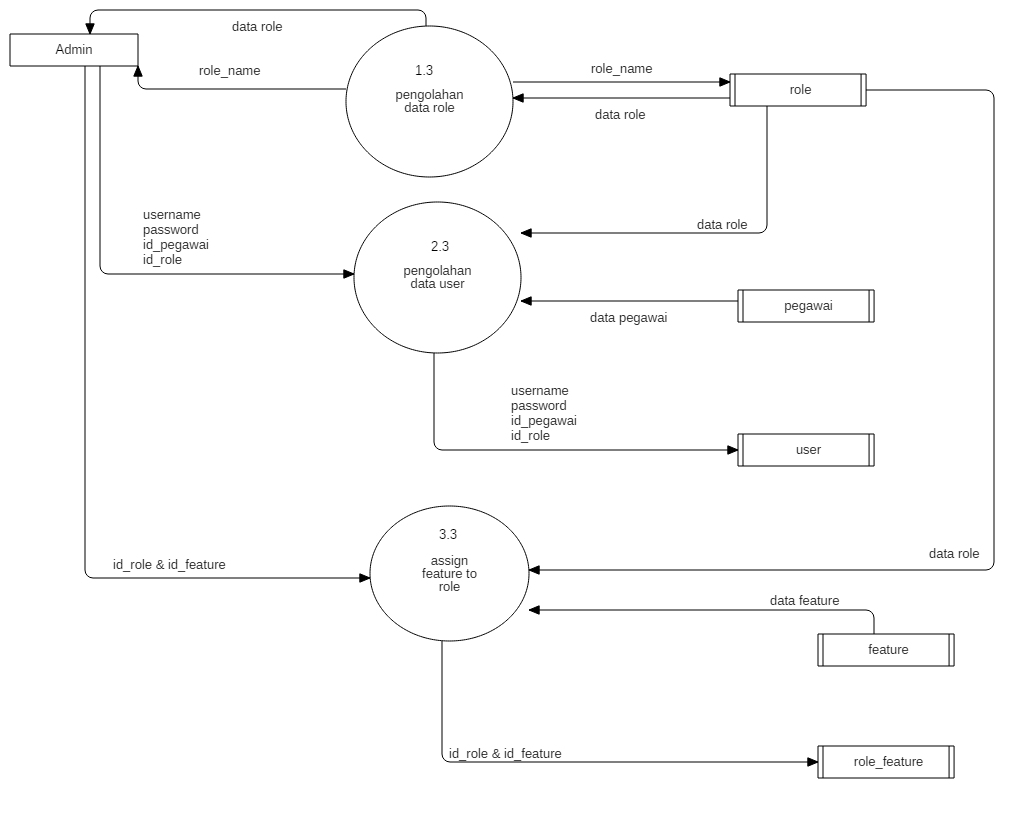 data role
Admin
role_name
1.3
pengolahan
data role
role_name
data role
role
username
password
id_pegawai
id_role
2.3
pengolahan
data user
data role
data pegawai
pegawai
username
password
id_pegawai
id_role
user
3.3
assign
feature to
role
id_role & id_feature
data role
data feature
feature
id_role & id_feature
role_feature